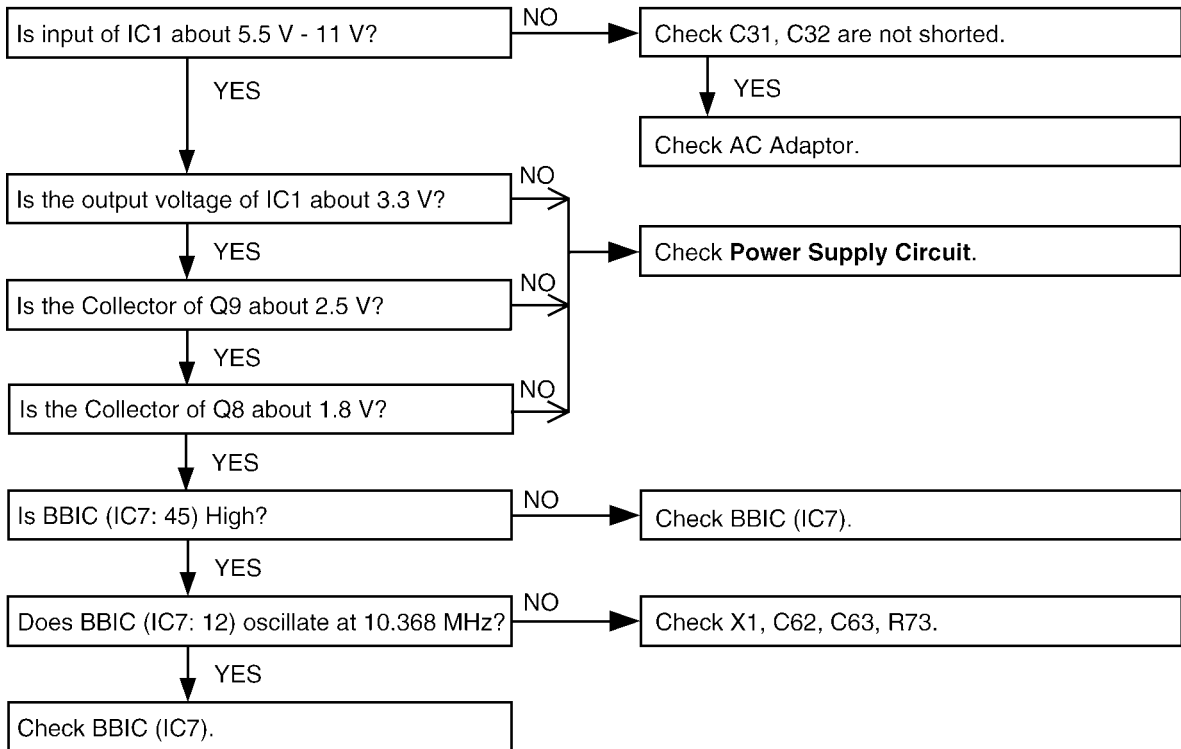 Is input of IC1 about 5.5 V - 11 V?
NO
Check C31, C32 are not shorted.
YES
YES
Check AC Adaptor.
Is the output voltage of IC1 about 3.3 V?
NO
YES
Check Power Supply Circuit.
Is the Collector of Q9 about 2.5 V?
NO
YES
Is the Collector of Q8 about 1.8 V?
NO
YES
Is BBIC (IC7: 45) High?
NO
Check BBIC (IC7).
YES
Does BBIC (IC7: 12) oscillate at 10.368 MHz?
NO
Check X1, C62, C63, R73.
YES
Check BBIC (IC7).